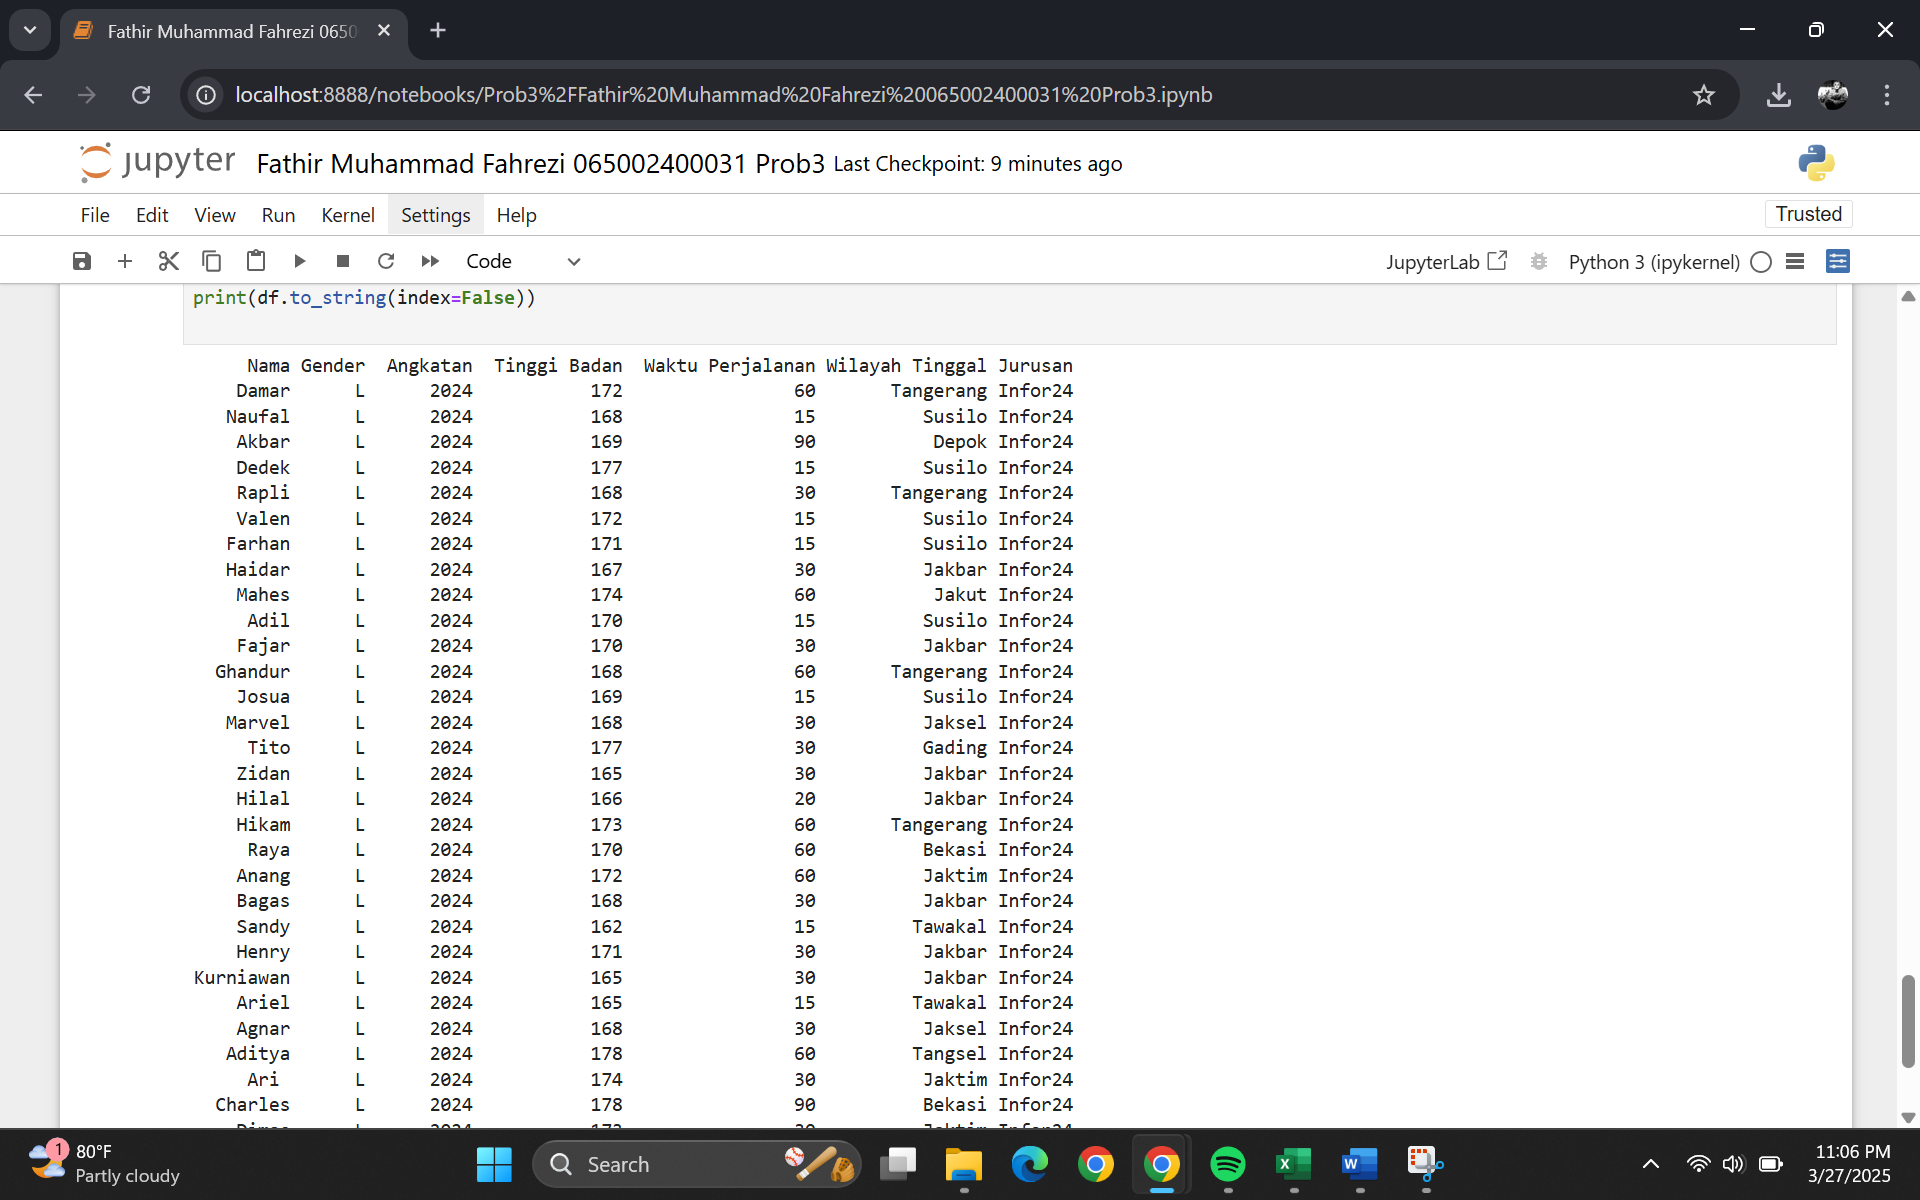 Fathir Muhammad Fahrezi 0650
localhost:8888/notebooks/Prob3%2FFathir%20Muhammad%20Fahrezi%20065002400031%20Prob3.ipynb
jupyter Fathir Muhammad Fahrezi 065002400031 Prob3 Last Checkpoint: 9 minutes ago
File Edit View Run Kernel Settings Help Trusted
Code JupyterLab Python 3 (ipykernel)
print(df.to_string(index=False))
Nama Gender Angkatan Tinggi Badan Waktu Perjalanan Wilayah Tinggal Jurusan
Damar L 2024 172 60 Tangerang Infor24
Naufal L 2024 168 15 Susilo Infor24
Akbar L 2024 169 90 Depok Infor24
Dedek L 2024 177 15 Susilo Infor24
Rapli L 2024 168 30 Tangerang Infor24
Valen L 2024 172 15 Susilo Infor24
Farhan L 2024 171 15 Susilo Infor24
Haidar L 2024 167 30 Jakbar Infor24
Mahes L 2024 174 60 Jakut Infor24
Adil L 2024 170 15 Susilo Infor24
Fajar L 2024 170 30 Jakbar Infor24
Ghandur L 2024 168 60 Tangerang Infor24
Josua L 2024 169 15 Susilo Infor24
Marvel L 2024 168 30 Jaksel Infor24
Tito L 2024 177 30 Gading Infor24
Zidan L 2024 165 30 Jakbar Infor24
Hilal L 2024 166 20 Jakbar Infor24
Hikam L 2024 173 60 Tangerang Infor24
Raya L 2024 170 60 Bekasi Infor24
Anang L 2024 172 60 Jaktim Infor24
Bagas L 2024 168 30 Jakbar Infor24
Sandy L 2024 162 15 Tawakal Infor24
Henry L 2024 171 30 Jakbar Infor24
Kurniawan L 2024 165 30 Jakbar Infor24
Ariel L 2024 165 15 Tawakal Infor24
Agnar L 2024 168 30 Jaksel Infor24
Aditya L 2024 178 60 Tangsel Infor24
Ari L 2024 174 30 Jaktim Infor24
Charles L 2024 178 90 Bekasi Infor24
1
80°F
Partly cloudy
Search
11:06 PM
3/27/2025